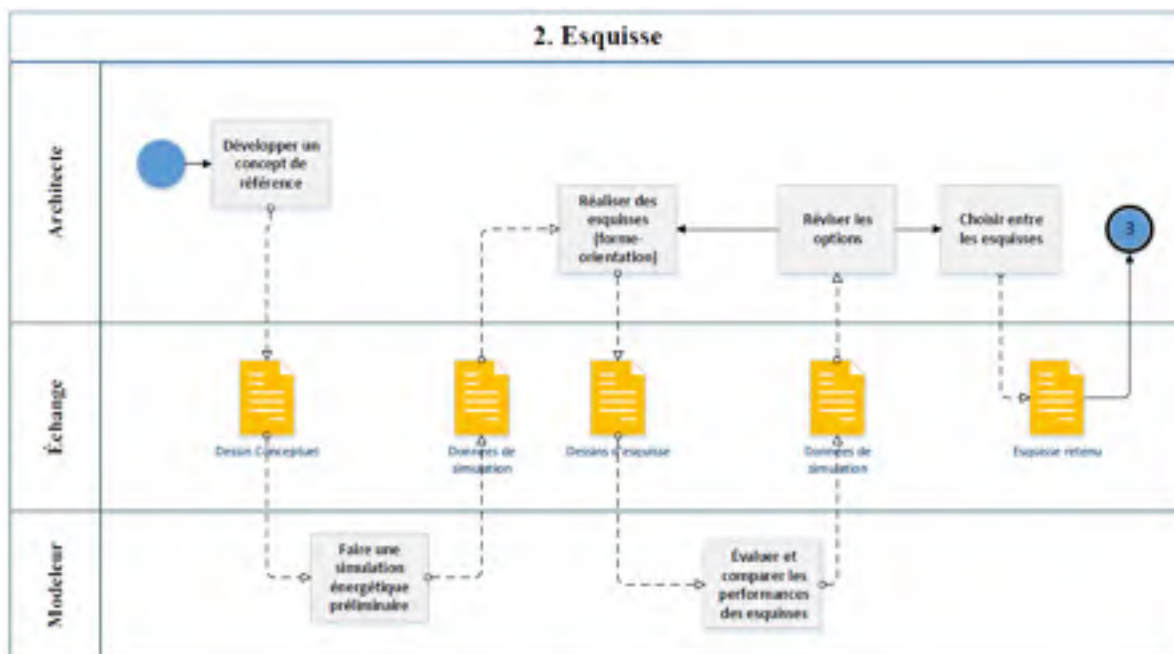 2. Esquisse
Architecte
Développer un
concept de
référence
Réaliser des
esquisses
(forme-
orientation)
Réviser les
options
Choisir entre
les esquisses
3
Échange
Dessin Conceptuel
Données de
simulation
Dessins d'esquisse
Données de
simulation
Esquisse retenu
Modeleur
Faire une
simulation
énergétique
préliminaire
Évaluer et
comparer les
performances
des esquisses